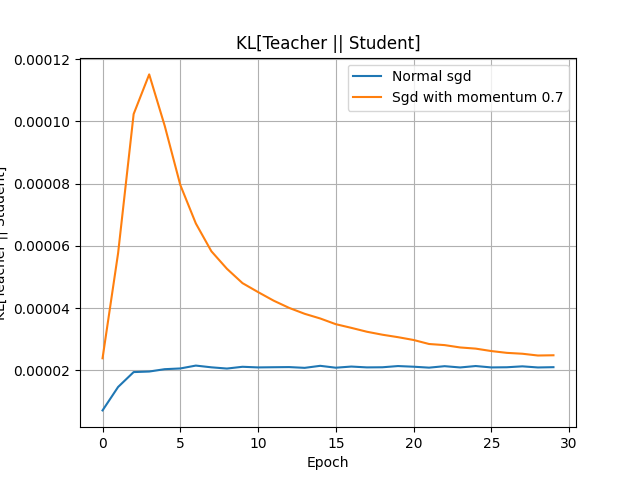 KL[Teacher || Student]
Normal sgd
Sgd with momentum 0.7
0.00012
0.00010
0.00008
0.00006
0.00004
0.00002
KL[Teacher || Student]
0 5 10 15 20 25 30
Epoch